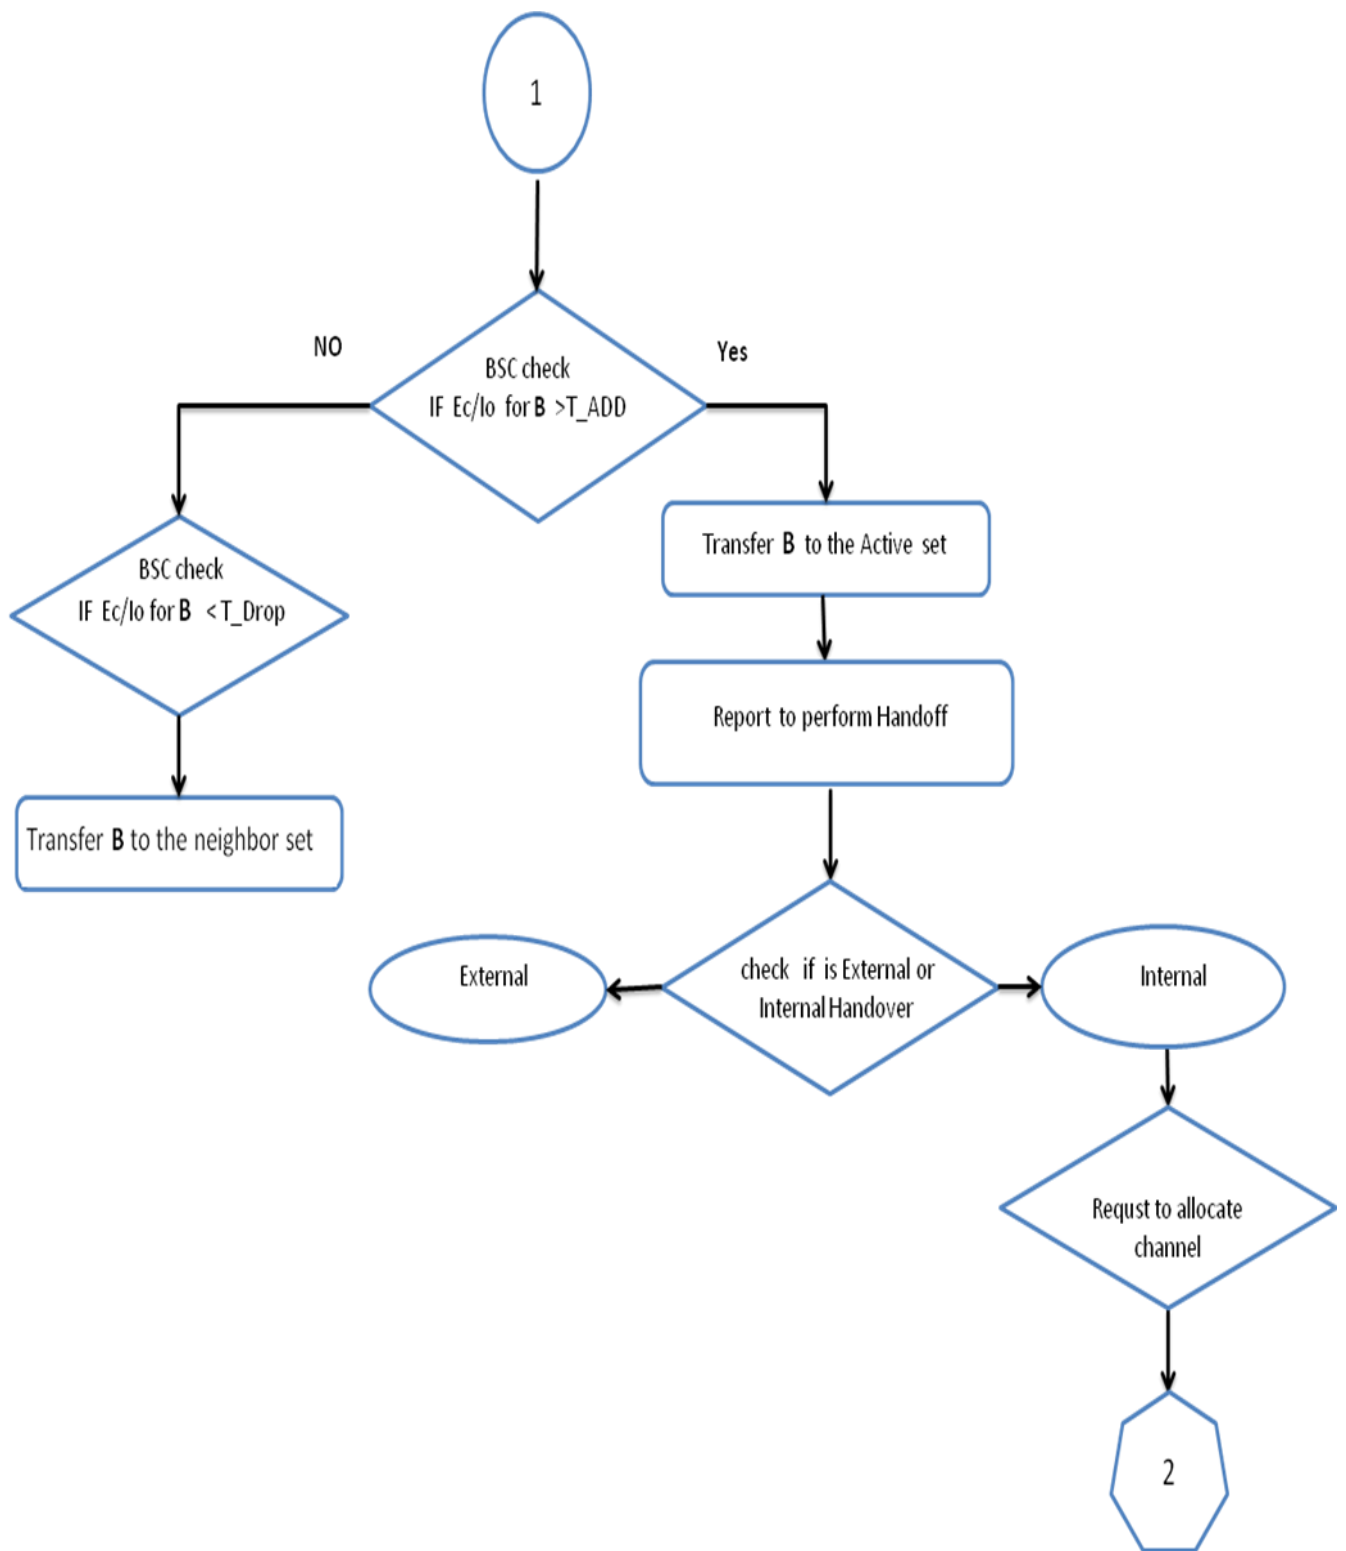 1
NO
Yes
BSC check
IF Ec/Io for B >T_ADD
Transfer B to the Active set
BSC check
IF Ec/Io for B < T_Drop
Report to perform Handoff
Transfer B to the neighbor set
External
check if is External or
Internal Handover
Internal
Requst to allocate
channel
2